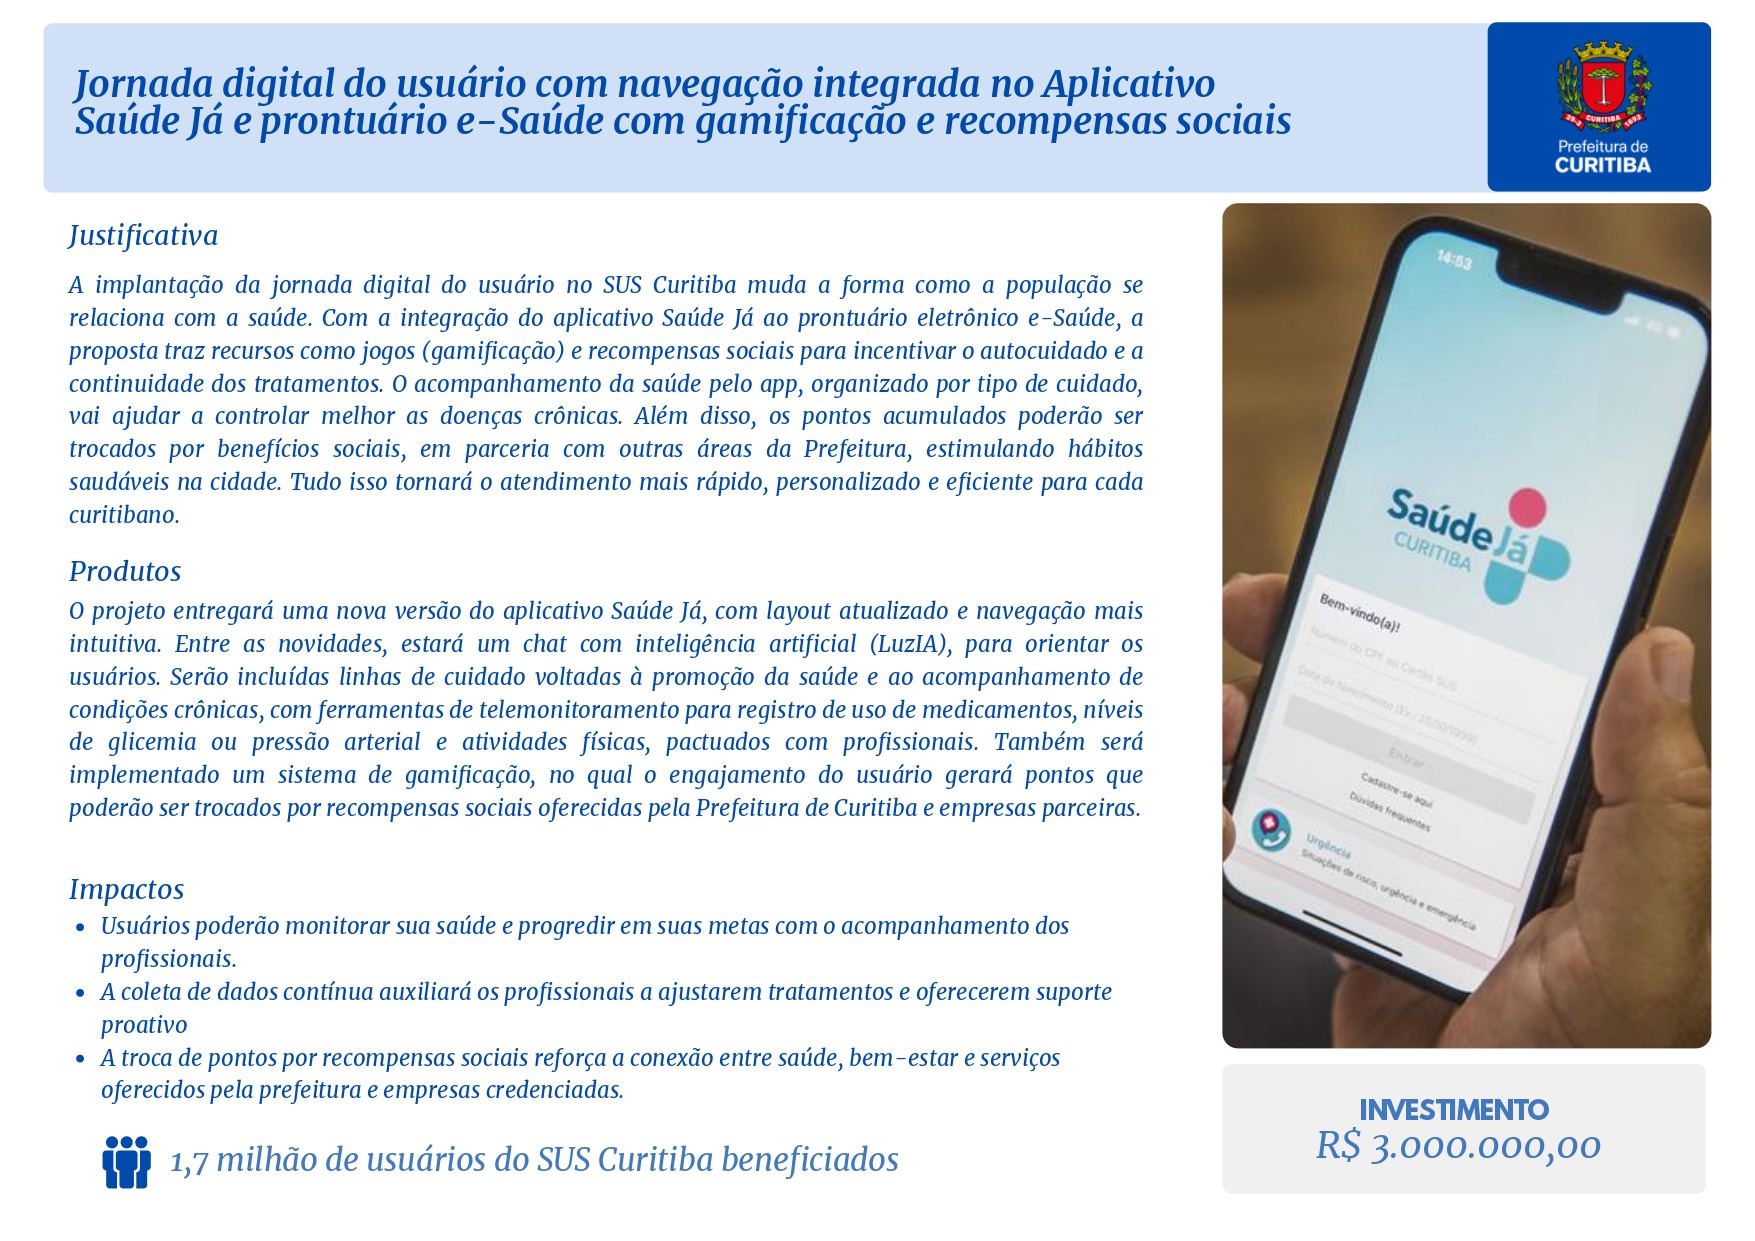 Jornada digital do usuário com navegação integrada no Aplicativo
Saúde Já e prontuário e-Saúde com gamificação e recompensas sociais
29-3 CURITIBA 1693
Prefeitura de
CURITIBA
Justificativa
A implantação da jornada digital do usuário no SUS Curitiba muda a forma como a população se
relaciona com a saúde. Com a integração do aplicativo Saúde Já ao prontuário eletrônico e-Saúde, a
proposta traz recursos como jogos (gamificação) e recompensas sociais para incentivar o autocuidado e a
continuidade dos tratamentos. O acompanhamento da saúde pelo app, organizado por tipo de cuidado,
vai ajudar a controlar melhor as doenças crônicas. Além disso, os pontos acumulados poderão ser
trocados por benefícios sociais, em parceria com outras áreas da Prefeitura, estimulando hábitos
saudáveis na cidade. Tudo isso tornará o atendimento mais rápido, personalizado e eficiente para cada
curitibano.
Produtos
O projeto entregará uma nova versão do aplicativo Saúde Já, com layout atualizado e navegação mais
intuitiva. Entre as novidades, estará um chat com inteligência artificial (LuzIA), para orientar os
usuários. Serão incluídas linhas de cuidado voltadas à promoção da saúde e ao acompanhamento de
condições crônicas, com ferramentas de telemonitoramento para registro de uso de medicamentos, níveis
de glicemia ou pressão arterial e atividades físicas, pactuados com profissionais. Também será
implementado um sistema de gamificação, no qual o engajamento do usuário gerará pontos que
poderão ser trocados por recompensas sociais oferecidas pela Prefeitura de Curitiba e empresas parceiras.
Impactos
• Usuários poderão monitorar sua saúde e progredir em suas metas com o acompanhamento dos
profissionais.
• A coleta de dados contínua auxiliará os profissionais a ajustarem tratamentos e oferecerem suporte
proativo
• A troca de pontos por recompensas sociais reforça a conexão entre saúde, bem-estar e serviços
oferecidos pela prefeitura e empresas credenciadas.
1,7 milhão de usuários do SUS Curitiba beneficiados
14:53
4G
Saúde Já
CURITIBA
Bem-vindo(a)!
Número do CPF ou Cartão SUS
Data de Nascimento
Entrar
Cadastre-se aqui
Dúvidas frequentes
Urgência
Situações de risco, urgência e emergência
INVESTIMENTO
R$ 3.000.000,00